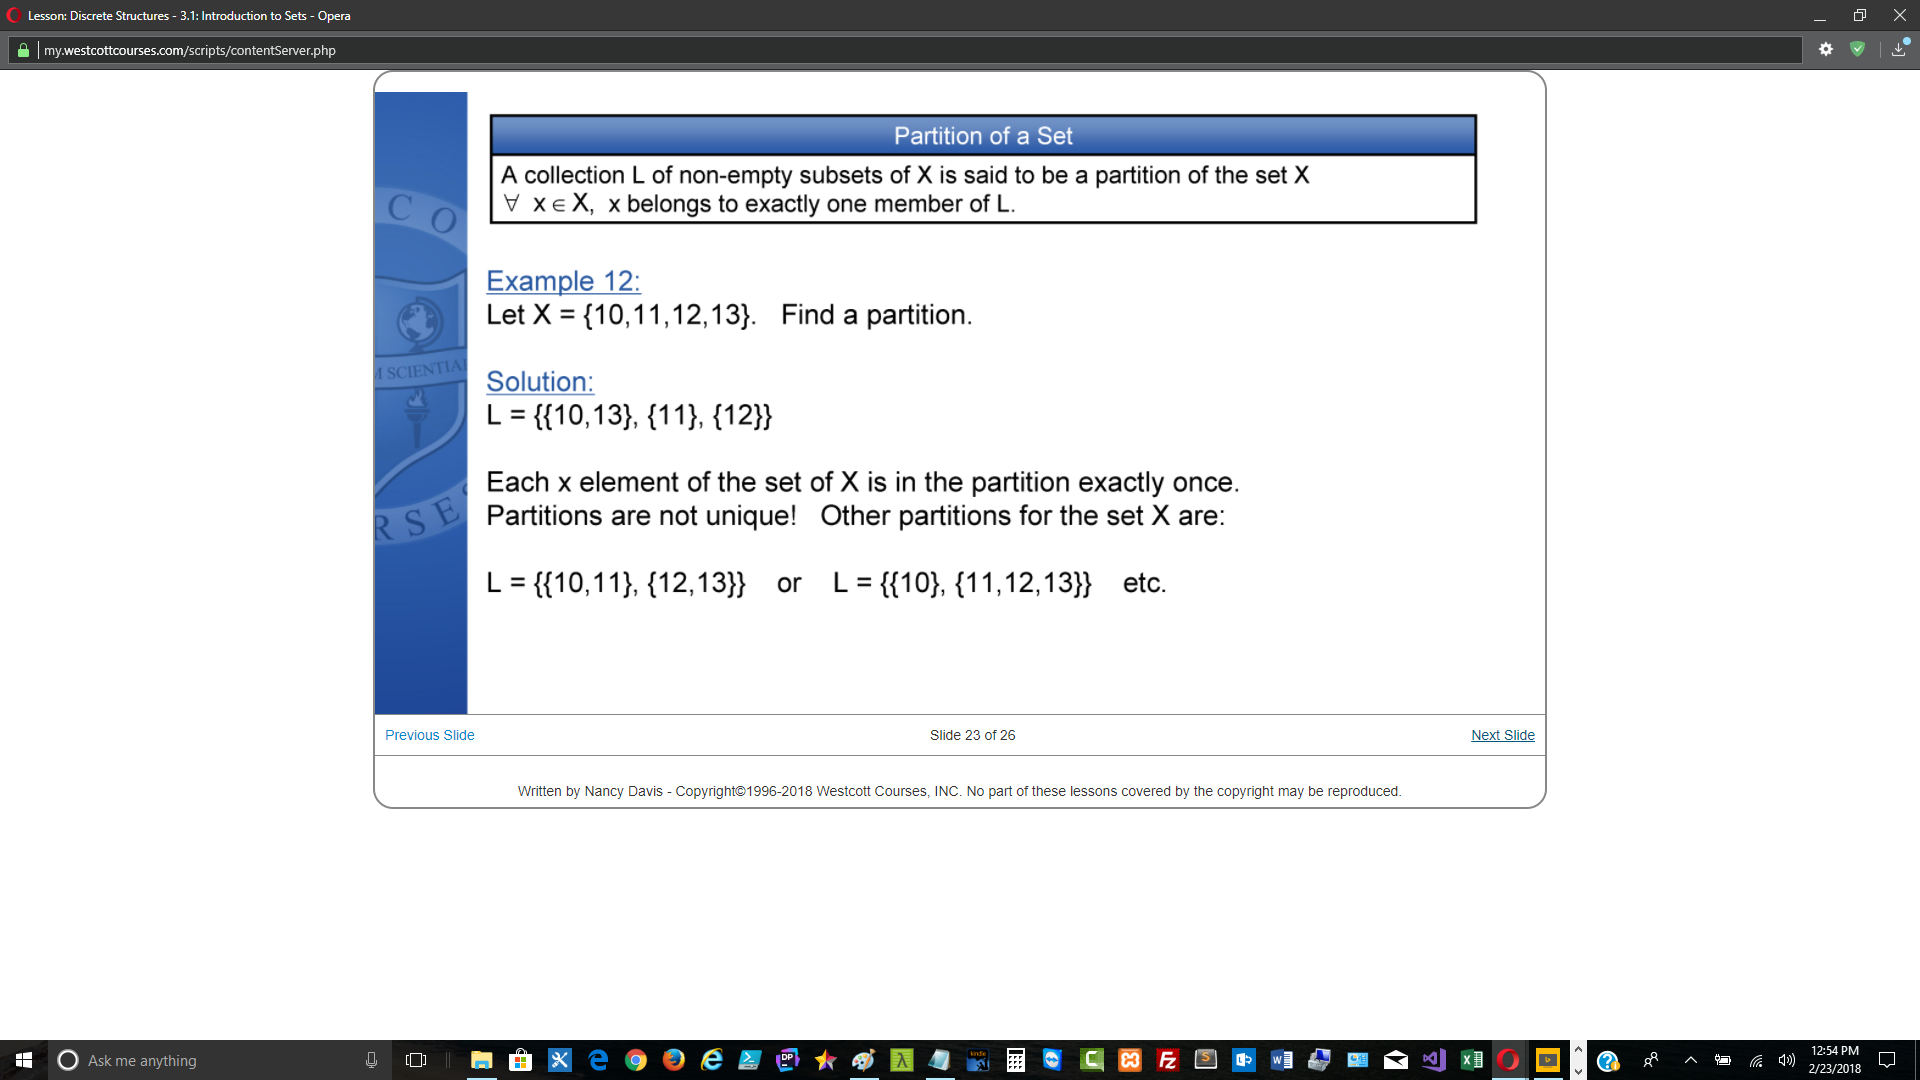 Lesson: Discrete Structures - 3.1: Introduction to Sets - Opera
my.westcottcourses.com/scripts/contentServer.php
Partition of a Set
A collection L of non-empty subsets of X is said to be a partition of the set X
∀ x ∈ X, x belongs to exactly one member of L.
C O
M SCIENTIA
R S E
Example 12:
Let X = {10,11,12,13}. Find a partition.
Solution:
L = {{10,13}, {11}, {12}}
Each x element of the set of X is in the partition exactly once.
Partitions are not unique! Other partitions for the set X are:
L = {{10,11}, {12,13}} or L = {{10}, {11,12,13}} etc.
Previous Slide Slide 23 of 26 Next Slide
Written by Nancy Davis - Copyright©1996-2018 Westcott Courses, INC. No part of these lessons covered by the copyright may be reproduced.
Ask me anything
12:54 PM
2/23/2018